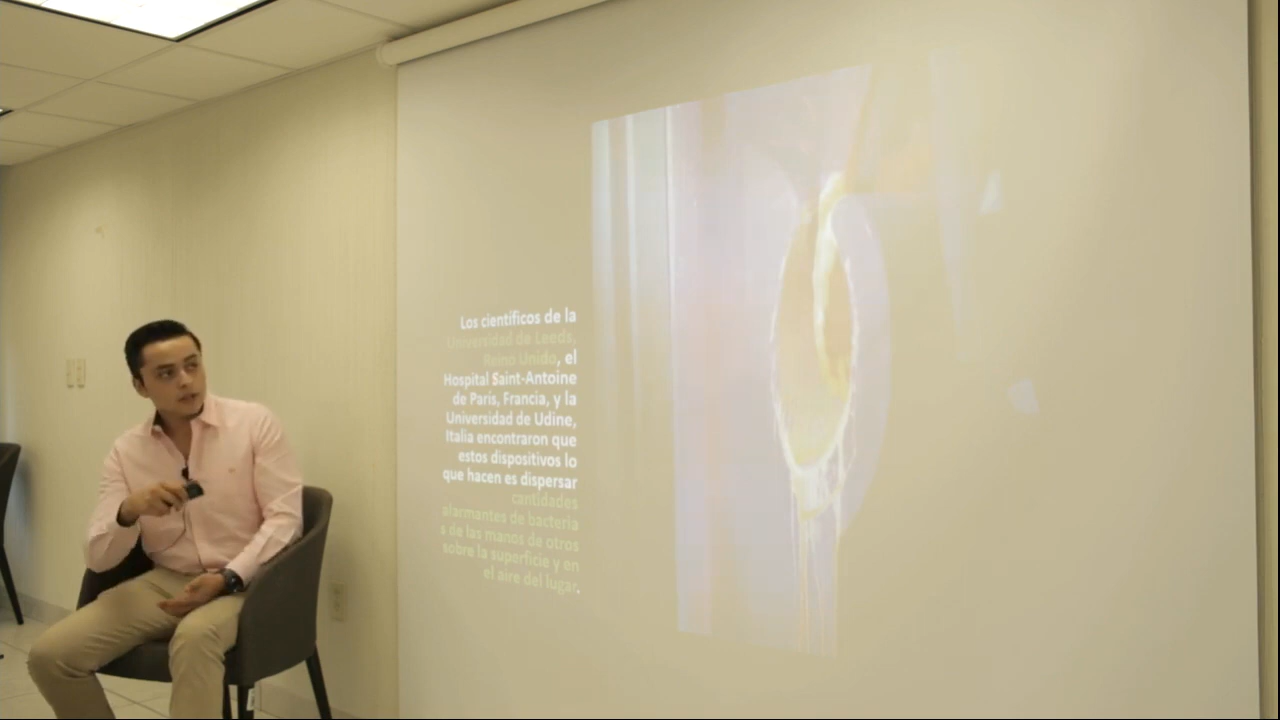 Los científicos de la
Universidad de Leeds,
Reino Unido, el
Hospital Saint-Antoine
de París, Francia, y la
Universidad de Udine,
Italia encontraron que
estos dispositivos lo
que hacen es dispersar
cantidades
alarmantes de bacteria
s de las manos de otros
sobre la superficie y en
el aire del lugar.